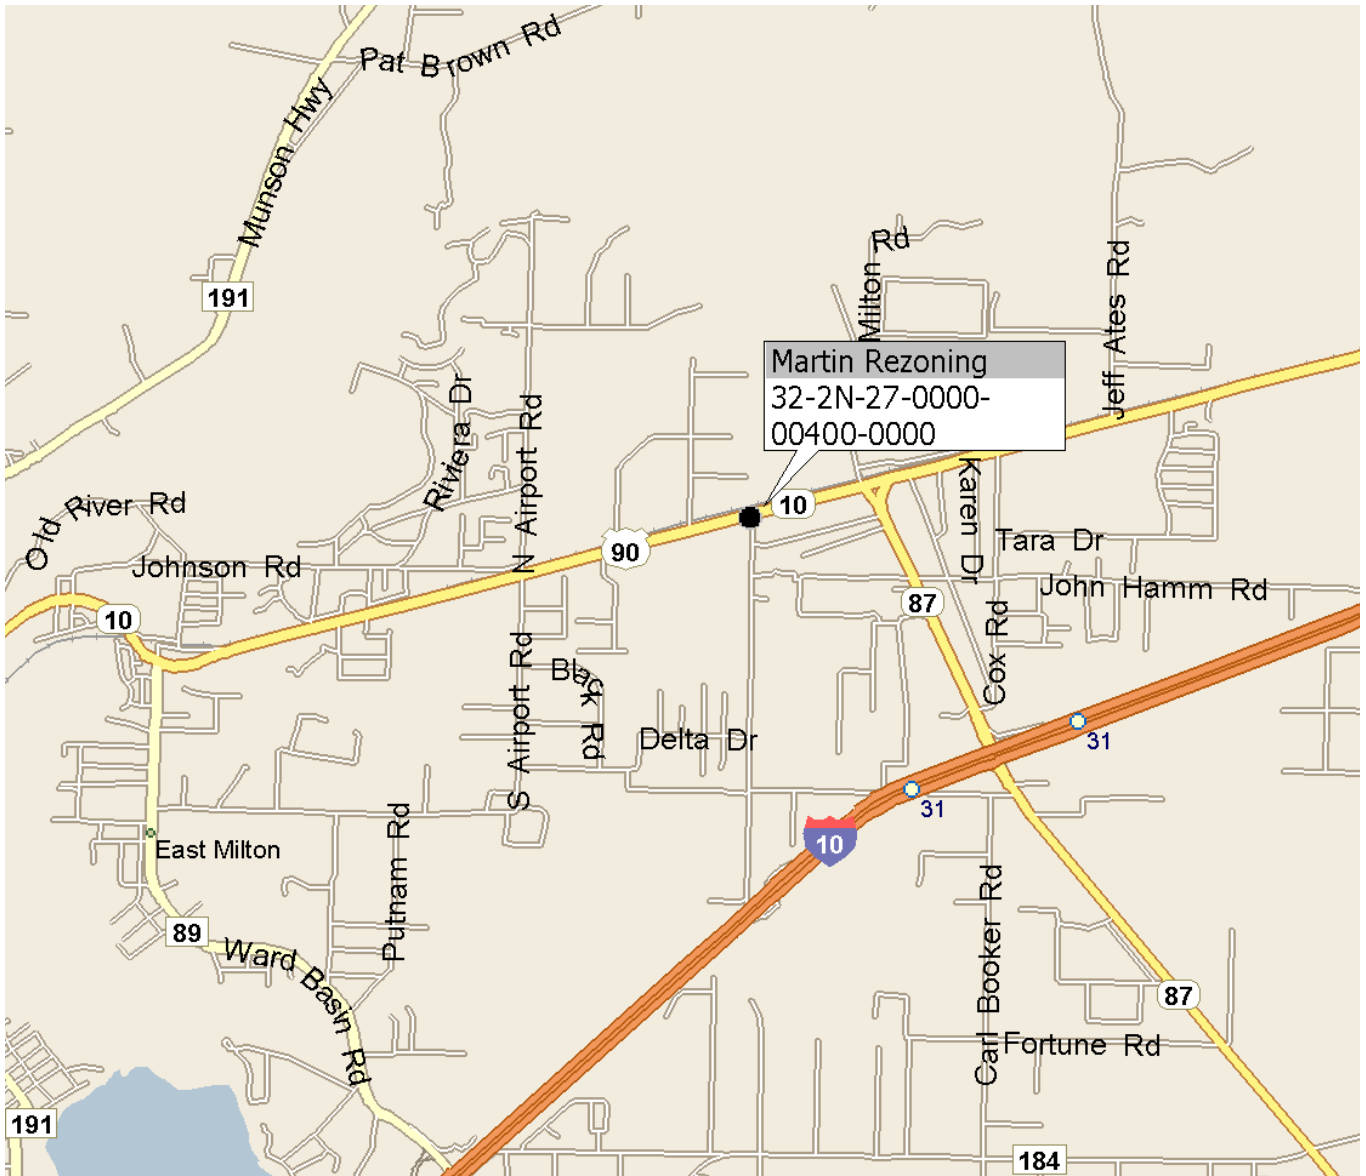 Pat Brown Rd
Munson Hwy
191
Milton Rd
Jeff Ates Rd
Martin Rezoning
32-2N-27-0000-
00400-0000
Riviera Dr
N Airport Rd
Old River Rd
Johnson Rd
10
90
10
Karen Dr
Tara Dr
John Hamm Rd
87
Cox Rd
S Airport Rd
Black Rd
Delta Dr
31
31
10
East Milton
Putnam Rd
89
Ward Basin Rd
Carl Booker Rd
87
Fortune Rd
191
184